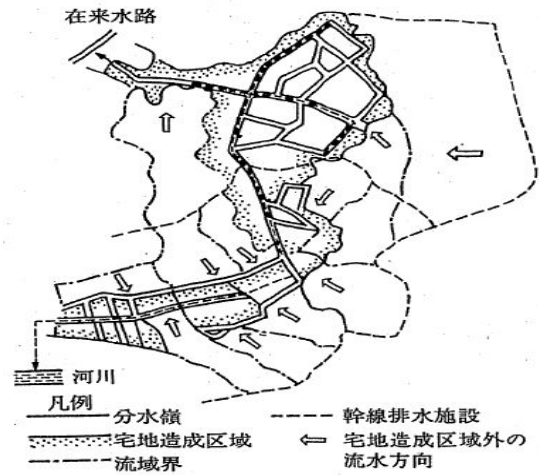 在来水路
河川
凡例
分水嶺
幹線排水施設
宅地造成区域
宅地造成区域外の
流水方向
流域界